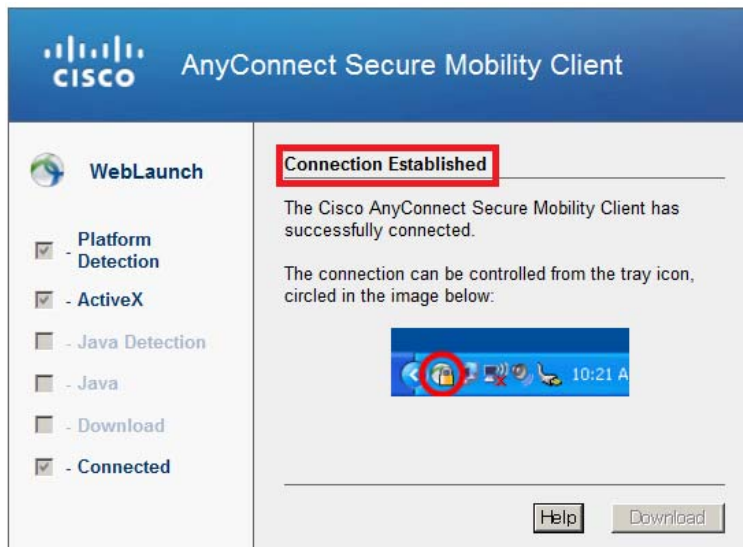 CISCO
AnyConnect Secure Mobility Client
WebLaunch
- Platform
Detection
- ActiveX
- Java Detection
- Java
- Download
- Connected
Connection Established
The Cisco AnyConnect Secure Mobility Client has
successfully connected.
The connection can be controlled from the tray icon,
circled in the image below:
10:21 A
Help
Download